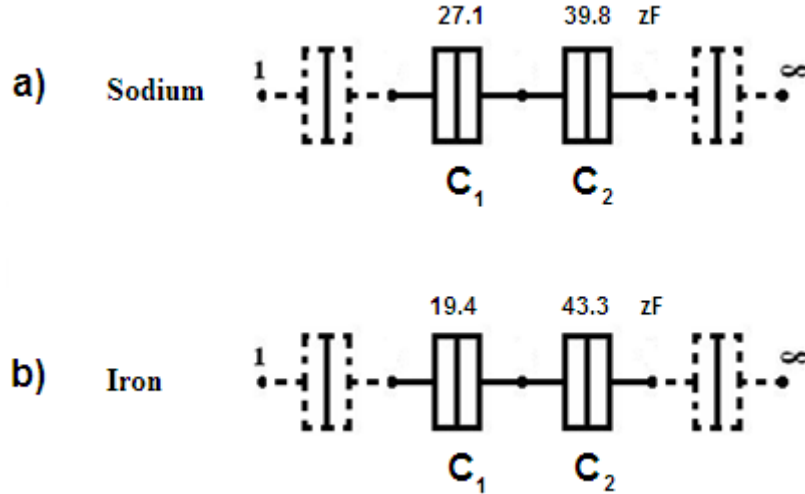 27.1 39.8 zF
a) Sodium 1 ∞
C1 C2
19.4 43.3 zF
b) Iron 1 ∞
C1 C2